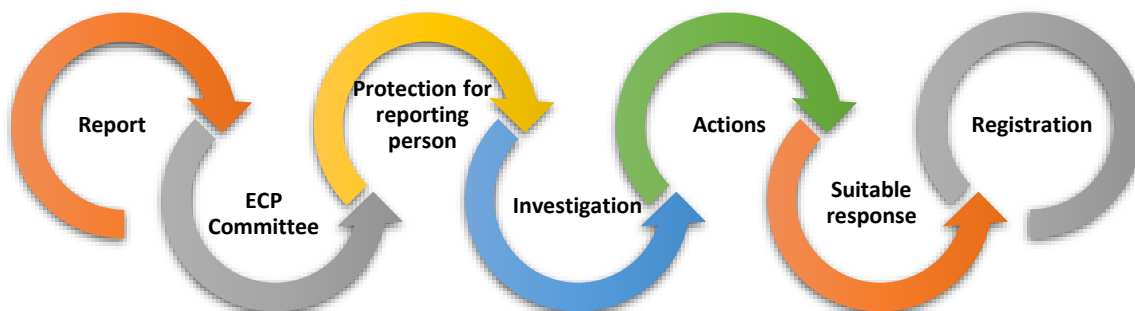 Report
ECP
Committee
Protection for
reporting
person
Investigation
Actions
Suitable
response
Registration